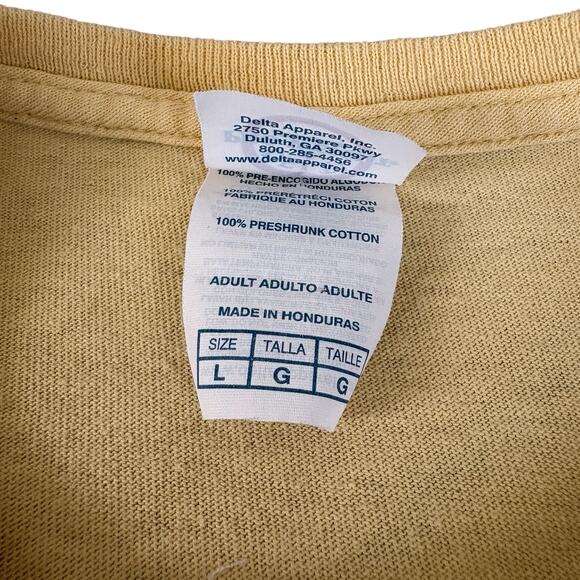 Delta Apparel, Inc.
2750 Premiere Pkwy
Duluth, GA 30097
800-285-4456
www.deltaapparel.com
100% PRE-ENCOGIDO
HECHO EN HONDURAS
100% PRÉRÉTRÉCI COTON
FABRIQUE AU HONDURAS
100% PRESHRUNK COTTON
ADULT ADULTO ADULTE
MADE IN HONDURAS
SIZE TALLA TAILLE
L G G